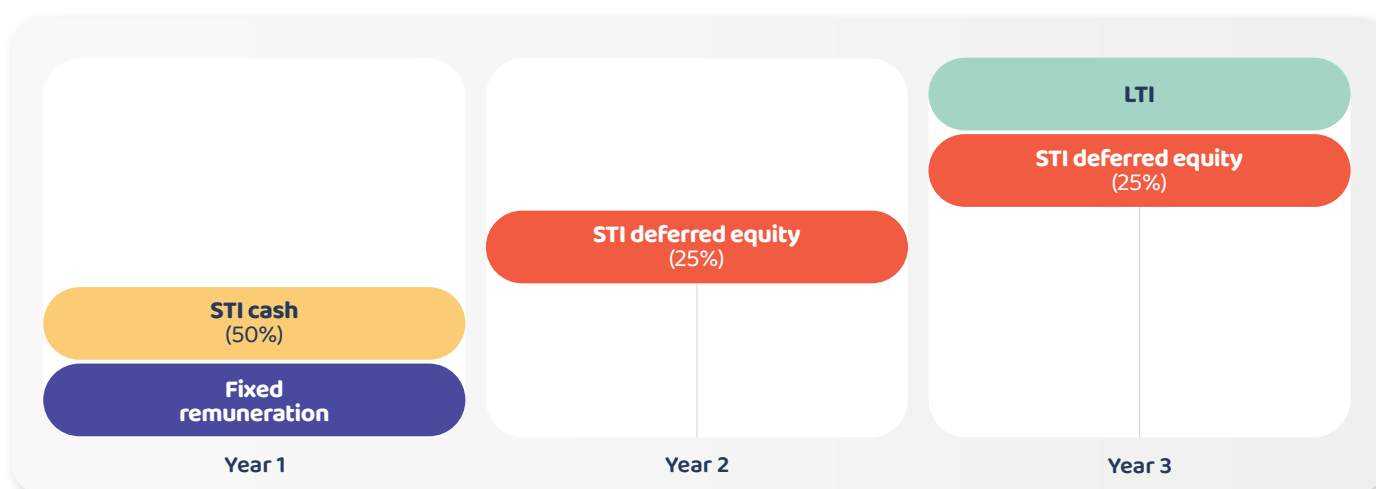 LTI
STI deferred equity
(25%)
STI deferred equity
(25%)
STI cash
(50%)
Fixed
remuneration
Year 1
Year 2
Year 3